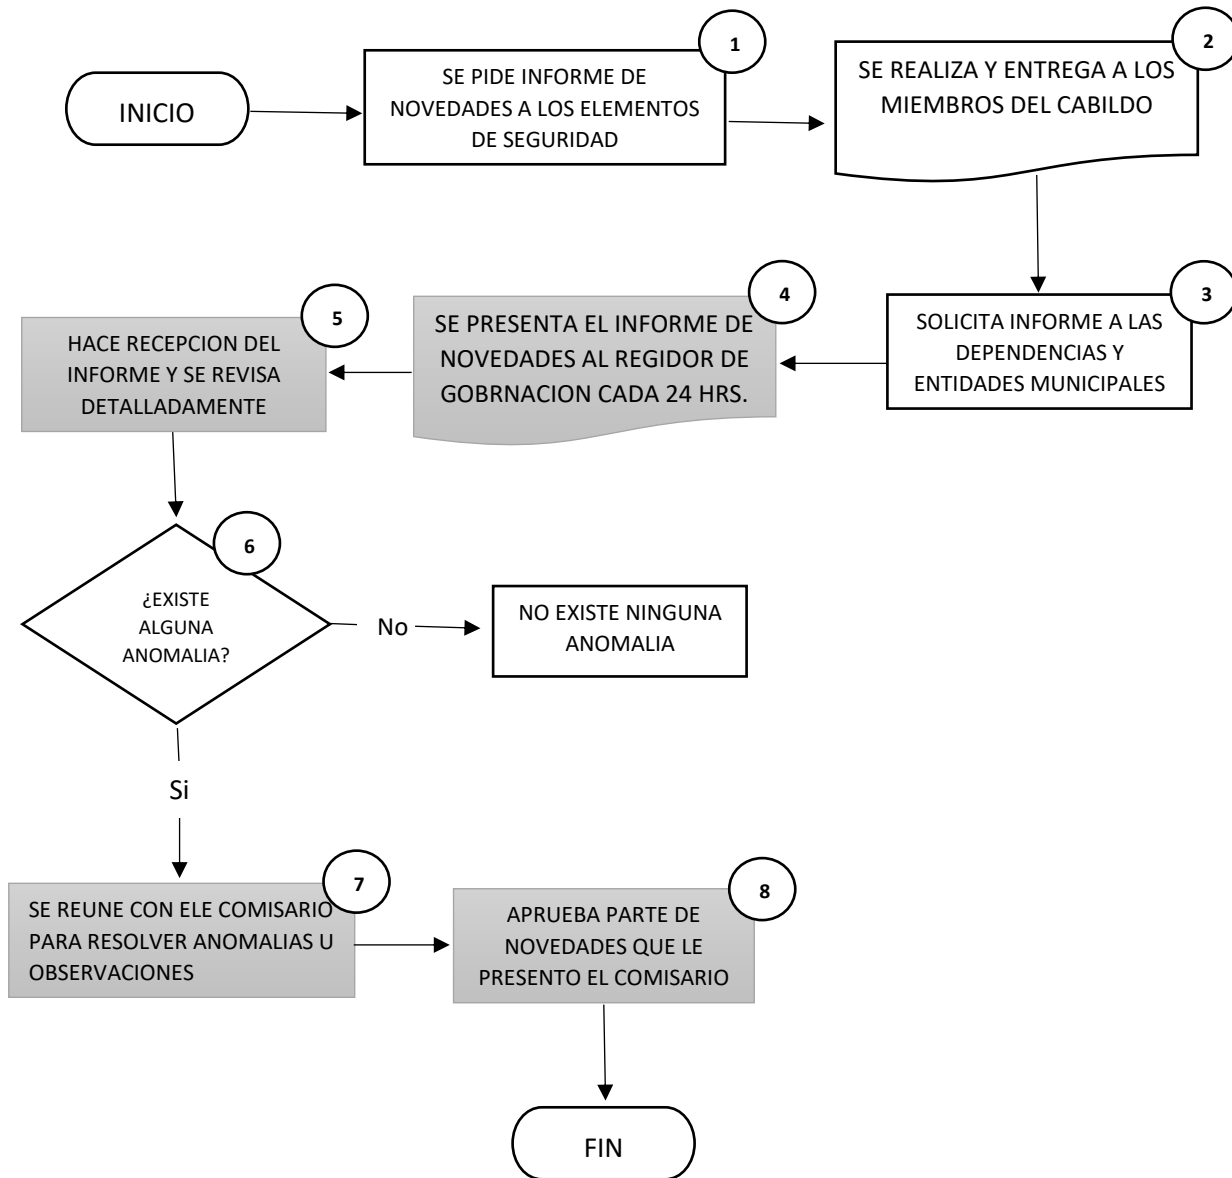 INICIO
1
SE PIDE INFORME DE
NOVEDADES A LOS ELEMENTOS
DE SEGURIDAD
2
SE REALIZA Y ENTREGA A LOS
MIEMBROS DEL CABILDO
3
SOLICITA INFORME A LAS
DEPENDENCIAS Y
ENTIDADES MUNICIPALES
4
SE PRESENTA EL INFORME DE
NOVEDADES AL REGIDOR DE
GOBRNACION CADA 24 HRS.
5
HACE RECEPCION DEL
INFORME Y SE REVISA
DETALLADAMENTE
6
¿EXISTE
ALGUNA
ANOMALIA?
No
NO EXISTE NINGUNA
ANOMALIA
Si
7
SE REUNE CON ELE COMISARIO
PARA RESOLVER ANOMALIAS U
OBSERVACIONES
8
APRUEBA PARTE DE
NOVEDADES QUE LE
PRESENTO EL COMISARIO
FIN